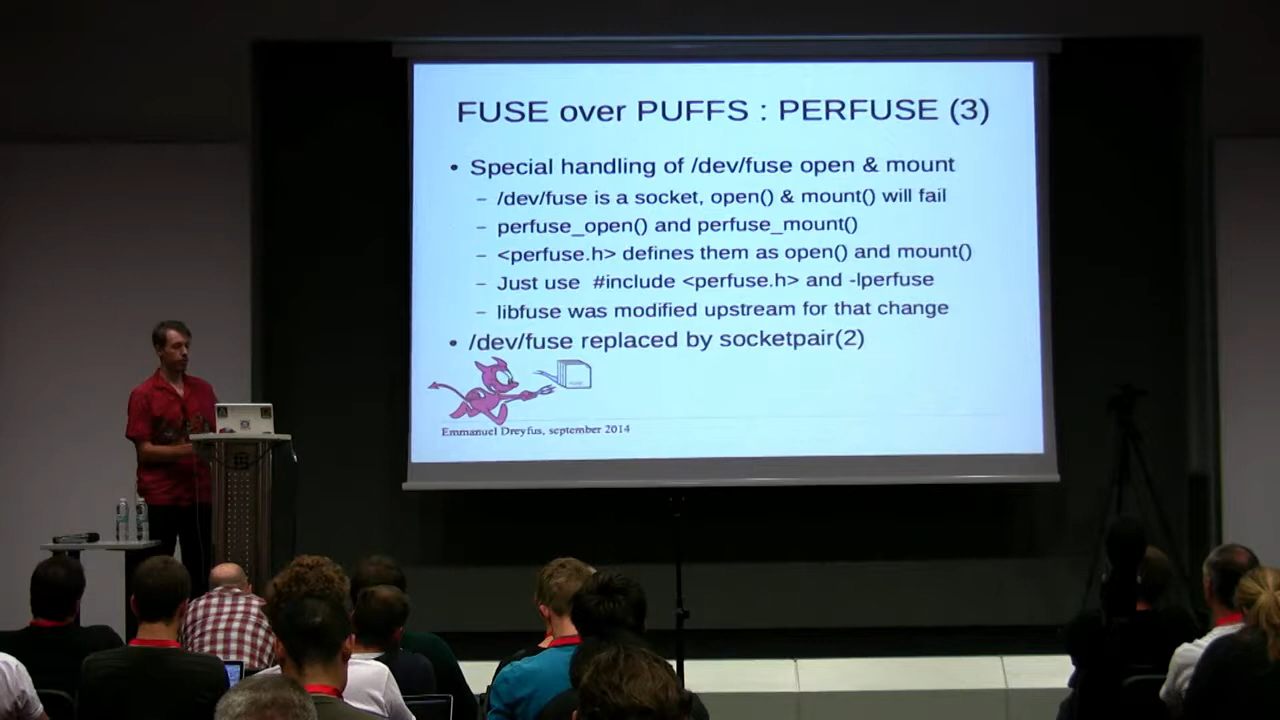 FUSE over PUFFS : PERFUSE (3)
• Special handling of /dev/fuse open & mount
– /dev/fuse is a socket, open() & mount() will fail
– perfuse_open() and perfuse_mount()
– <perfuse.h> defines them as open() and mount()
– Just use  #include <perfuse.h> and -lperfuse
– libfuse was modified upstream for that change
• /dev/fuse replaced by socketpair(2)
Emmanuel Dreyfus, september 2014